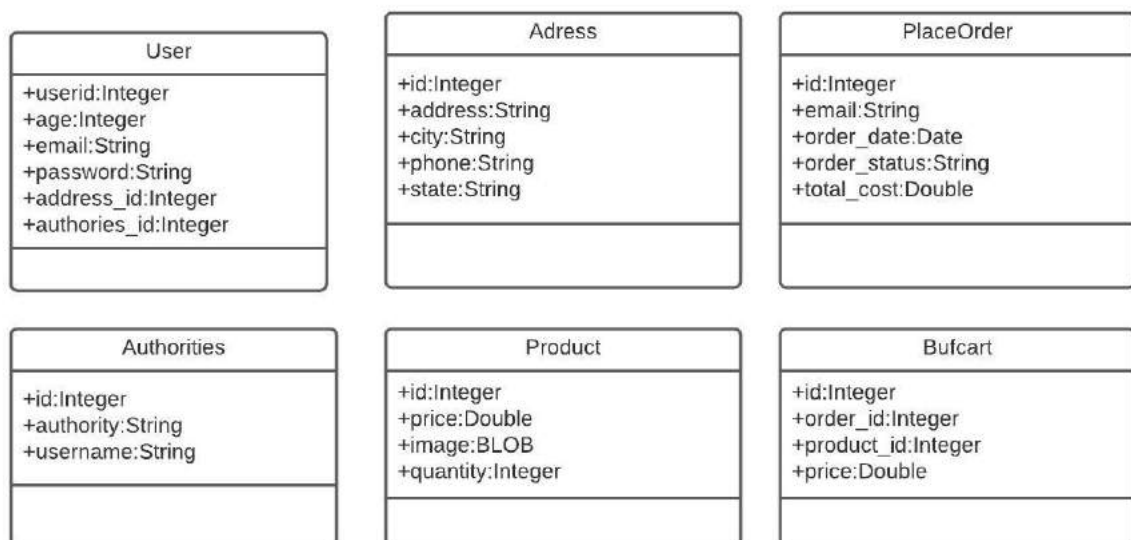 User
+userid:Integer
+age:Integer
+email:String
+password:String
+address_id:Integer
+authories_id:Integer
Adress
+id:Integer
+address:String
+city:String
+phone:String
+state:String
PlaceOrder
+id:Integer
+email:String
+order_date:Date
+order_status:String
+total_cost:Double
Authorities
+id:Integer
+authority:String
+username:String
Product
+id:Integer
+price:Double
+image:BLOB
+quantity:Integer
Bufcart
+id:Integer
+order_id:Integer
+product_id:Integer
+price:Double